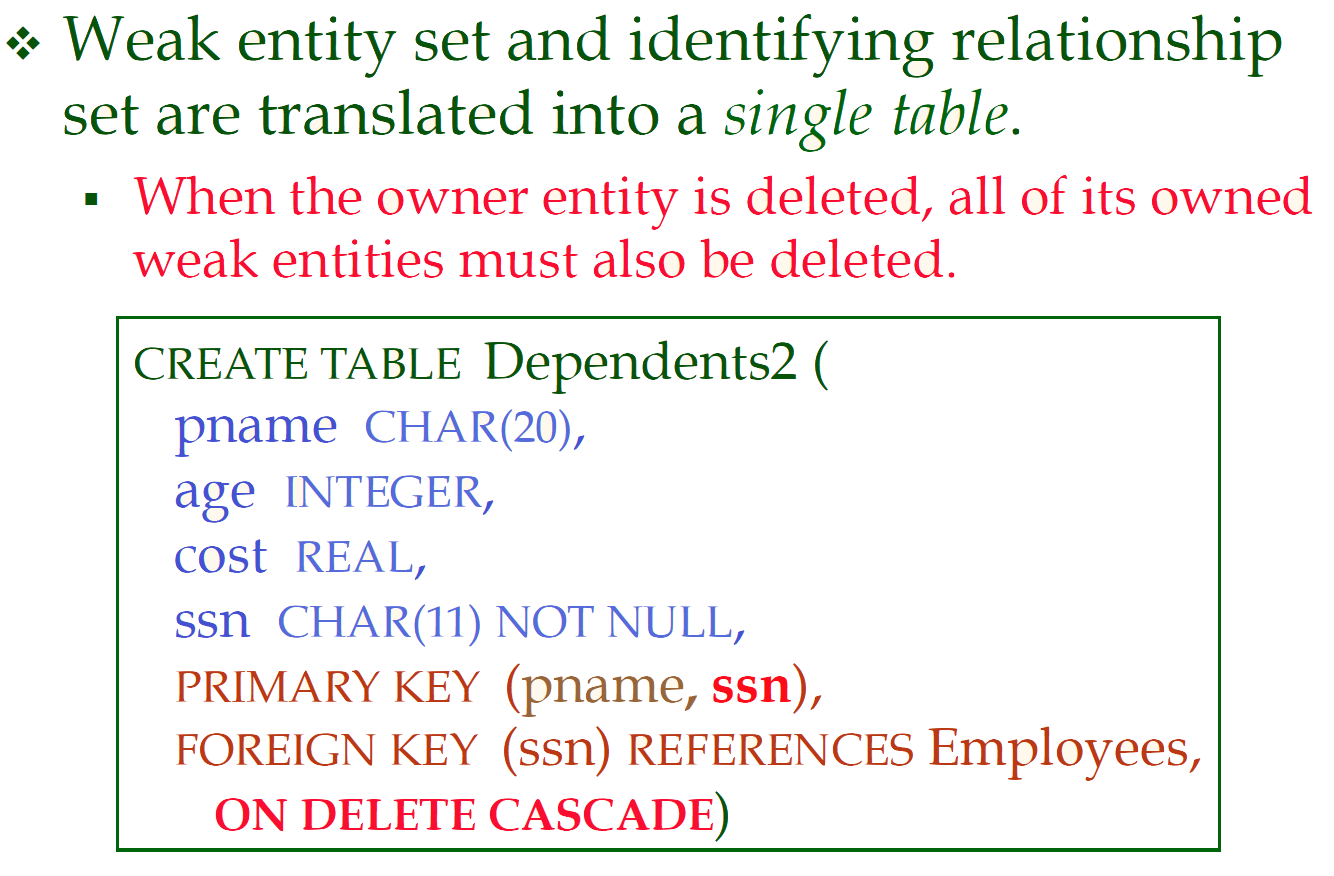 ❖ Weak entity set and identifying relationship
set are translated into a single table.
▪ When the owner entity is deleted, all of its owned
weak entities must also be deleted.
CREATE TABLE Dependents2 (
pname CHAR(20),
age INTEGER,
cost REAL,
ssn CHAR(11) NOT NULL,
PRIMARY KEY (pname, ssn),
FOREIGN KEY (ssn) REFERENCES Employees,
ON DELETE CASCADE)